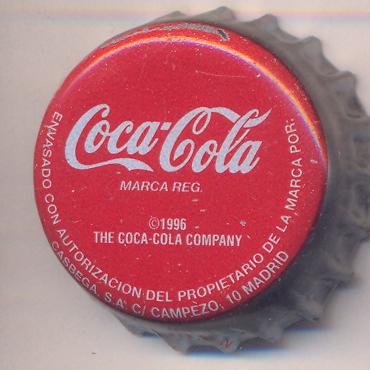 Coca-Cola
MARCA REG.
©1996
THE COCA-COLA COMPANY
ENVASADO CON AUTORIZACION DEL PROPIETARIO DE LA MARCA POR:
CASBEGA, S.A. C/ CAMPEZO, 10 MADRID